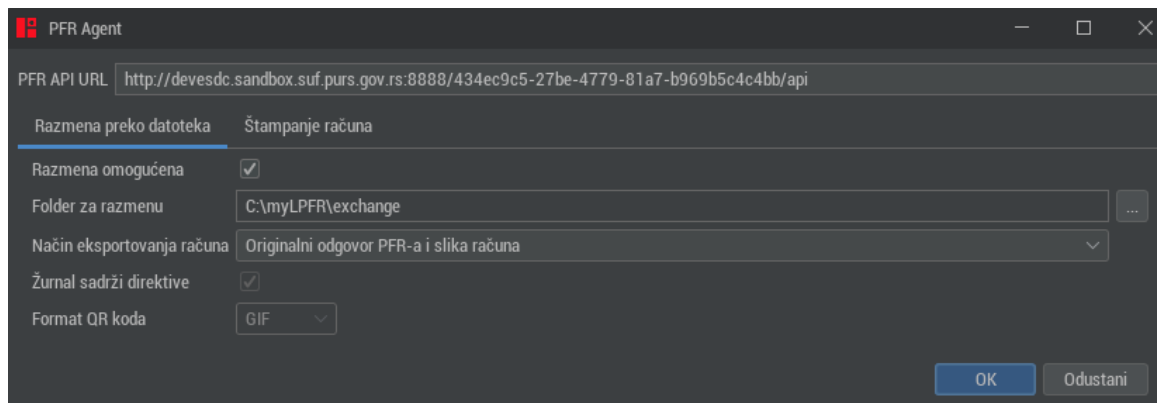 PFR Agent
PFR API URL http://devesdc.sandbox.suf.purs.gov.rs:8888/434ec9c5-27be-4779-81a7-b969b5c4c4bb/api
Razmena preko datoteka Štampanje računa
Razmena omogućena
Folder za razmenu C:\myLPFR\exchange ...
Način eksportovanja računa Originalni odgovor PFR-a i slika računa
Žurnal sadrži direktive
Format QR koda GIF
OK Odustani